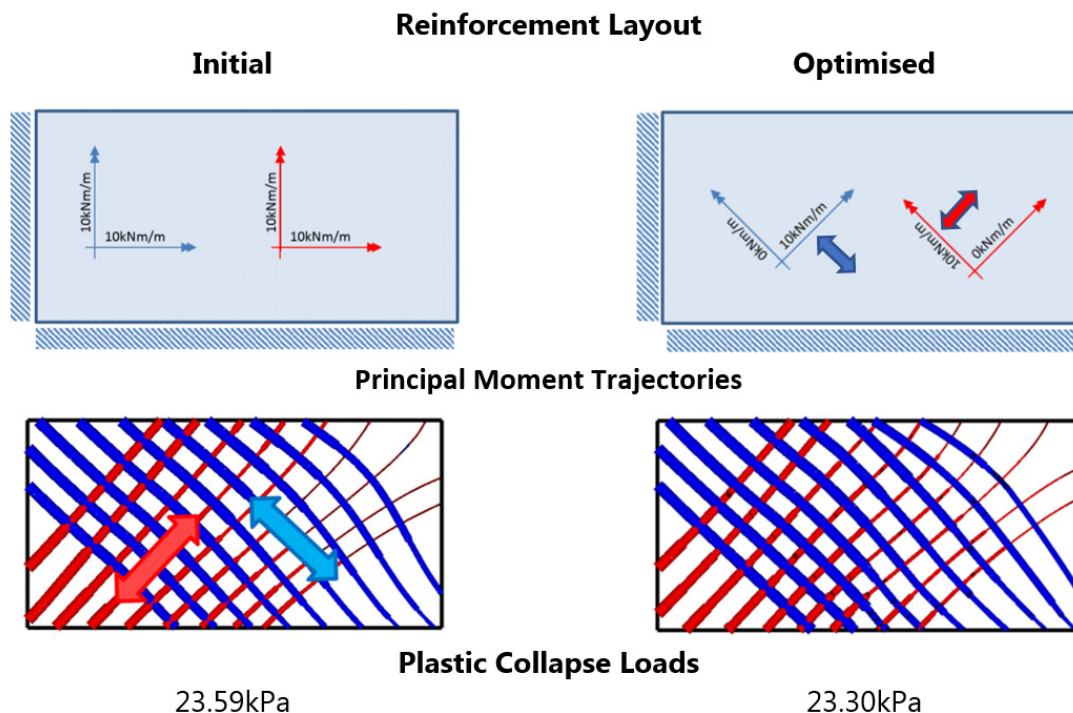 Reinforcement Layout
Initial
Optimised
10kNm/m
10kNm/m
10kNm/m
10kNm/m
0kNm/m
10kNm/m
10kNm/m
0kNm/m
Principal Moment Trajectories
Plastic Collapse Loads
23.59kPa
23.30kPa